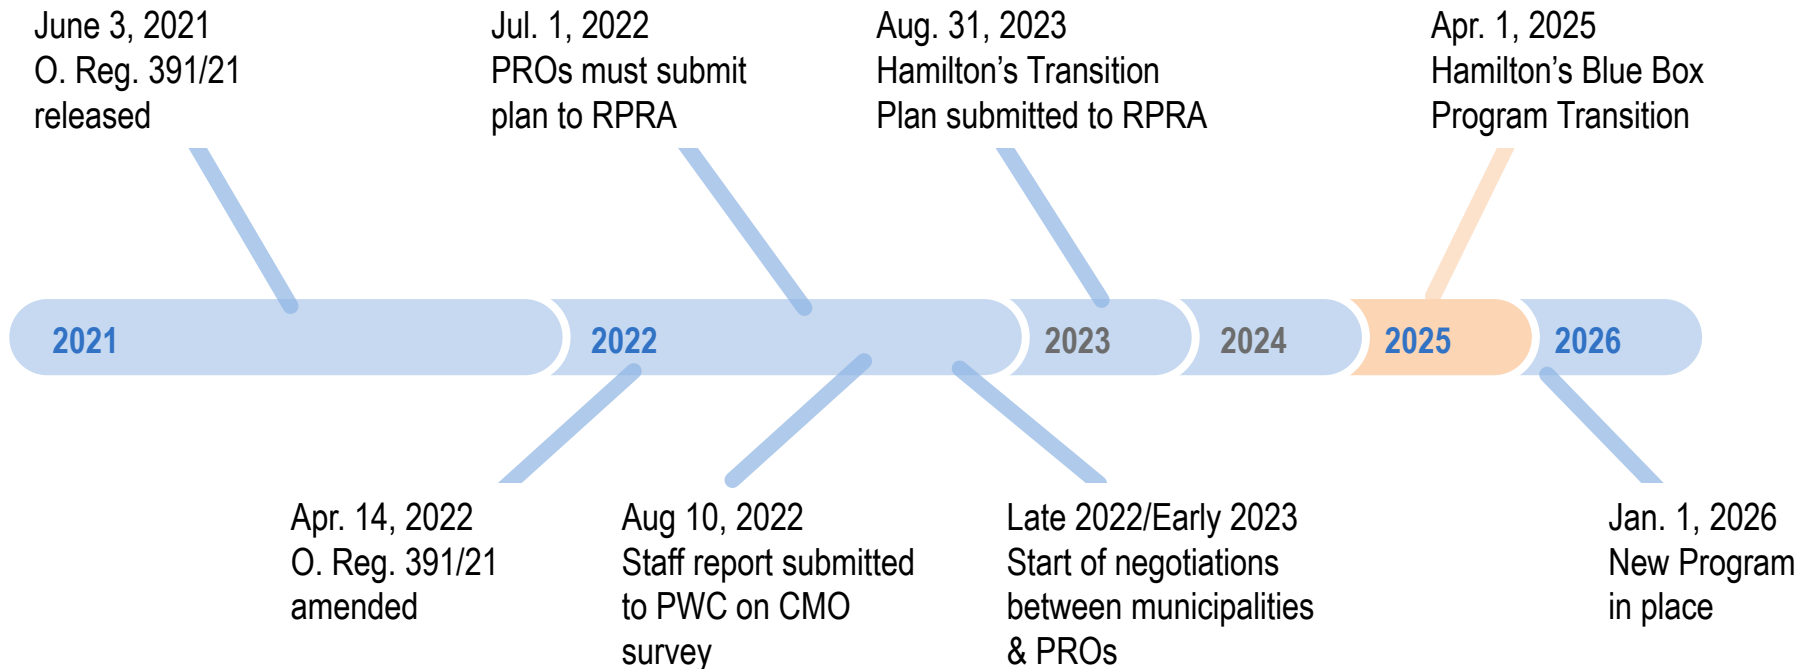 June 3, 2021
O. Reg. 391/21
released
Jul. 1, 2022
PROs must submit
plan to RPRA
Aug. 31, 2023
Hamilton’s Transition
Plan submitted to RPRA
Apr. 1, 2025
Hamilton’s Blue Box
Program Transition
2021
2022
2023
2024
2025
2026
Apr. 14, 2022
O. Reg. 391/21
amended
Aug 10, 2022
Staff report submitted
to PWC on CMO
survey
Late 2022/Early 2023
Start of negotiations
between municipalities
& PROs
Jan. 1, 2026
New Program
in place